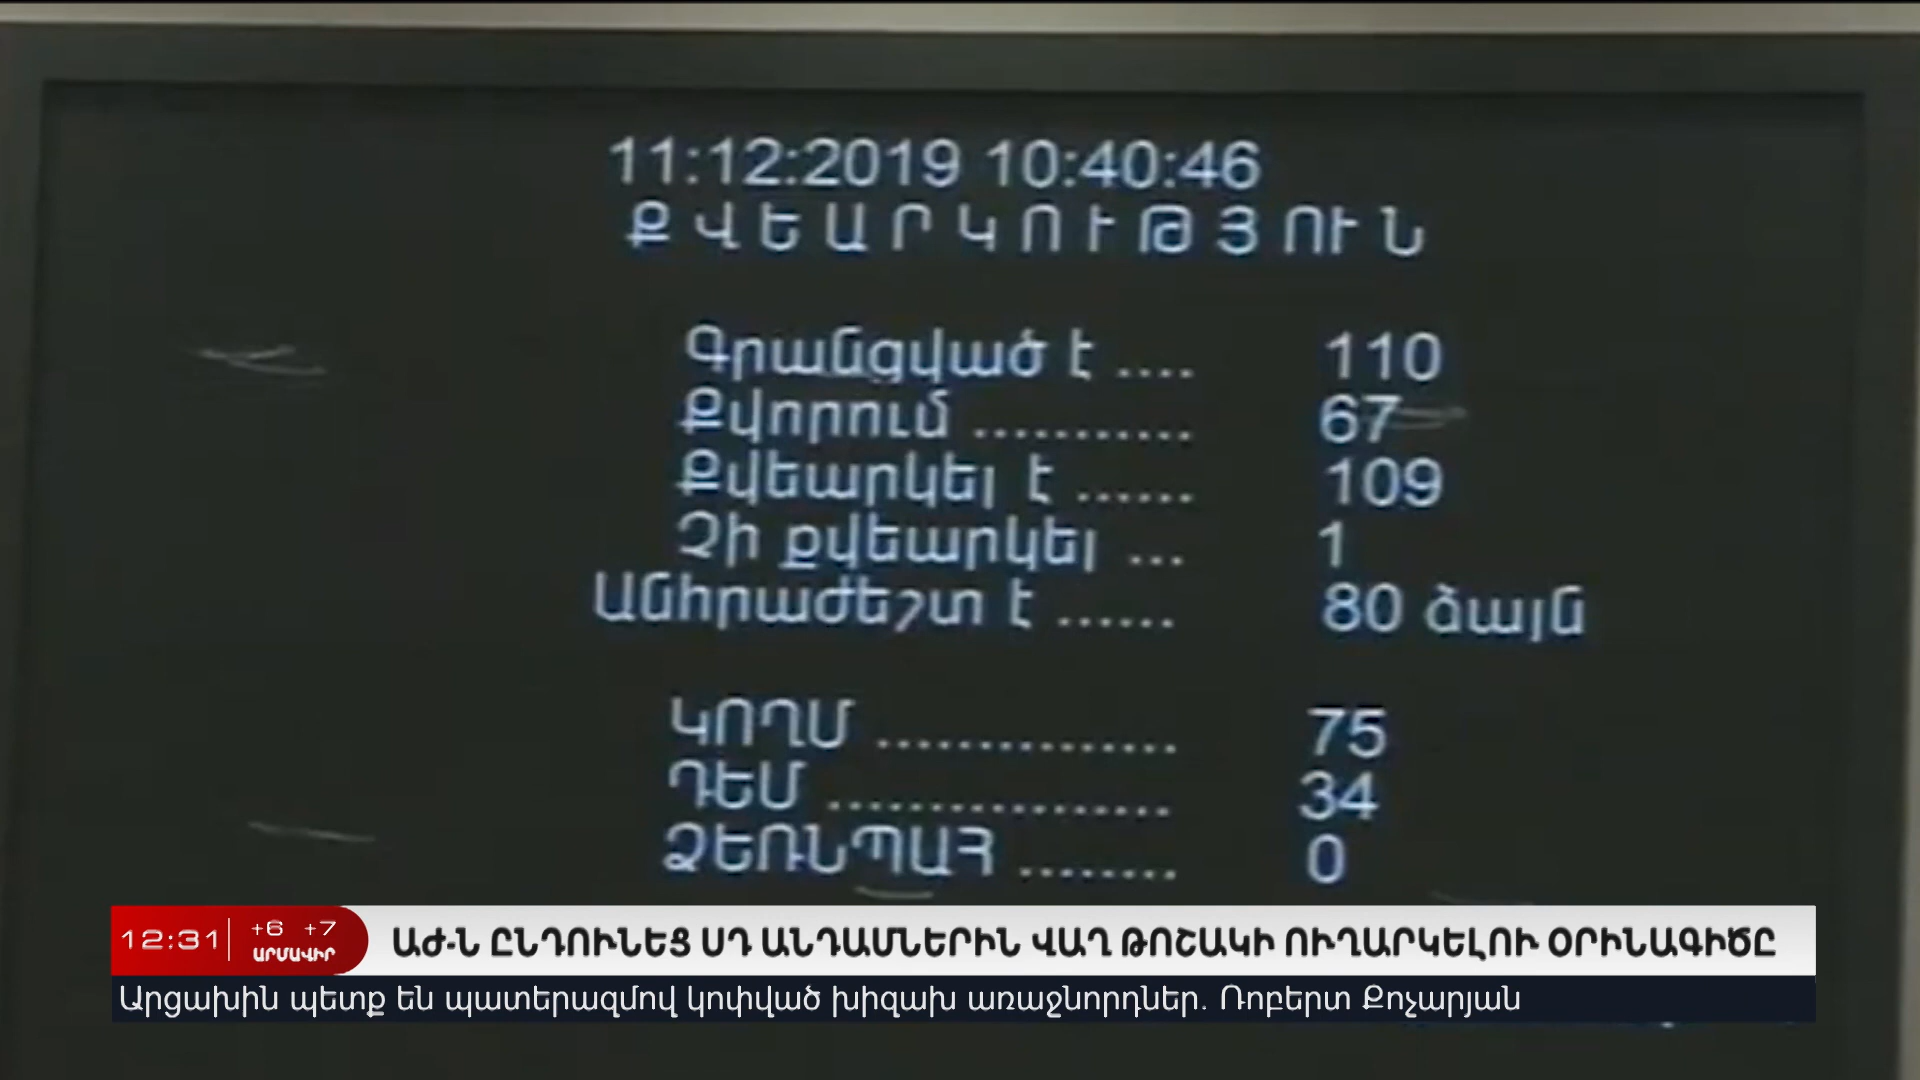 11:12:2019 10:40:46
ՔՎԵԱՐԿՈՒԹՅՈՒՆ
Գրանցված է .... 110
Քվորում ........... 67
Քվեարկել է ...... 109
Չի քվեարկել ... 1
Անհրաժեշտ է ...... 80 ձայն
ԿՈՂՄ ............... 75
ԴԵՄ ................. 34
ՁԵՌՆՊԱՀ ........ 0
12:31 +6 +7
ԱՐՄԱՎԻՐ
ԱԺ-Ն ԸՆԴՈՒՆԵՑ ՍԴ ԱՆԴԱՄՆԵՐԻՆ ՎԱՂ ԹՈՇԱԿԻ ՈՒՂԱՐԿԵԼՈՒ ՕՐԻՆԱԳԻԾԸ
Արցախին պետք են պատերազմով կոփված խիզախ առաջնորդներ. Ռոբերտ Քոչարյան